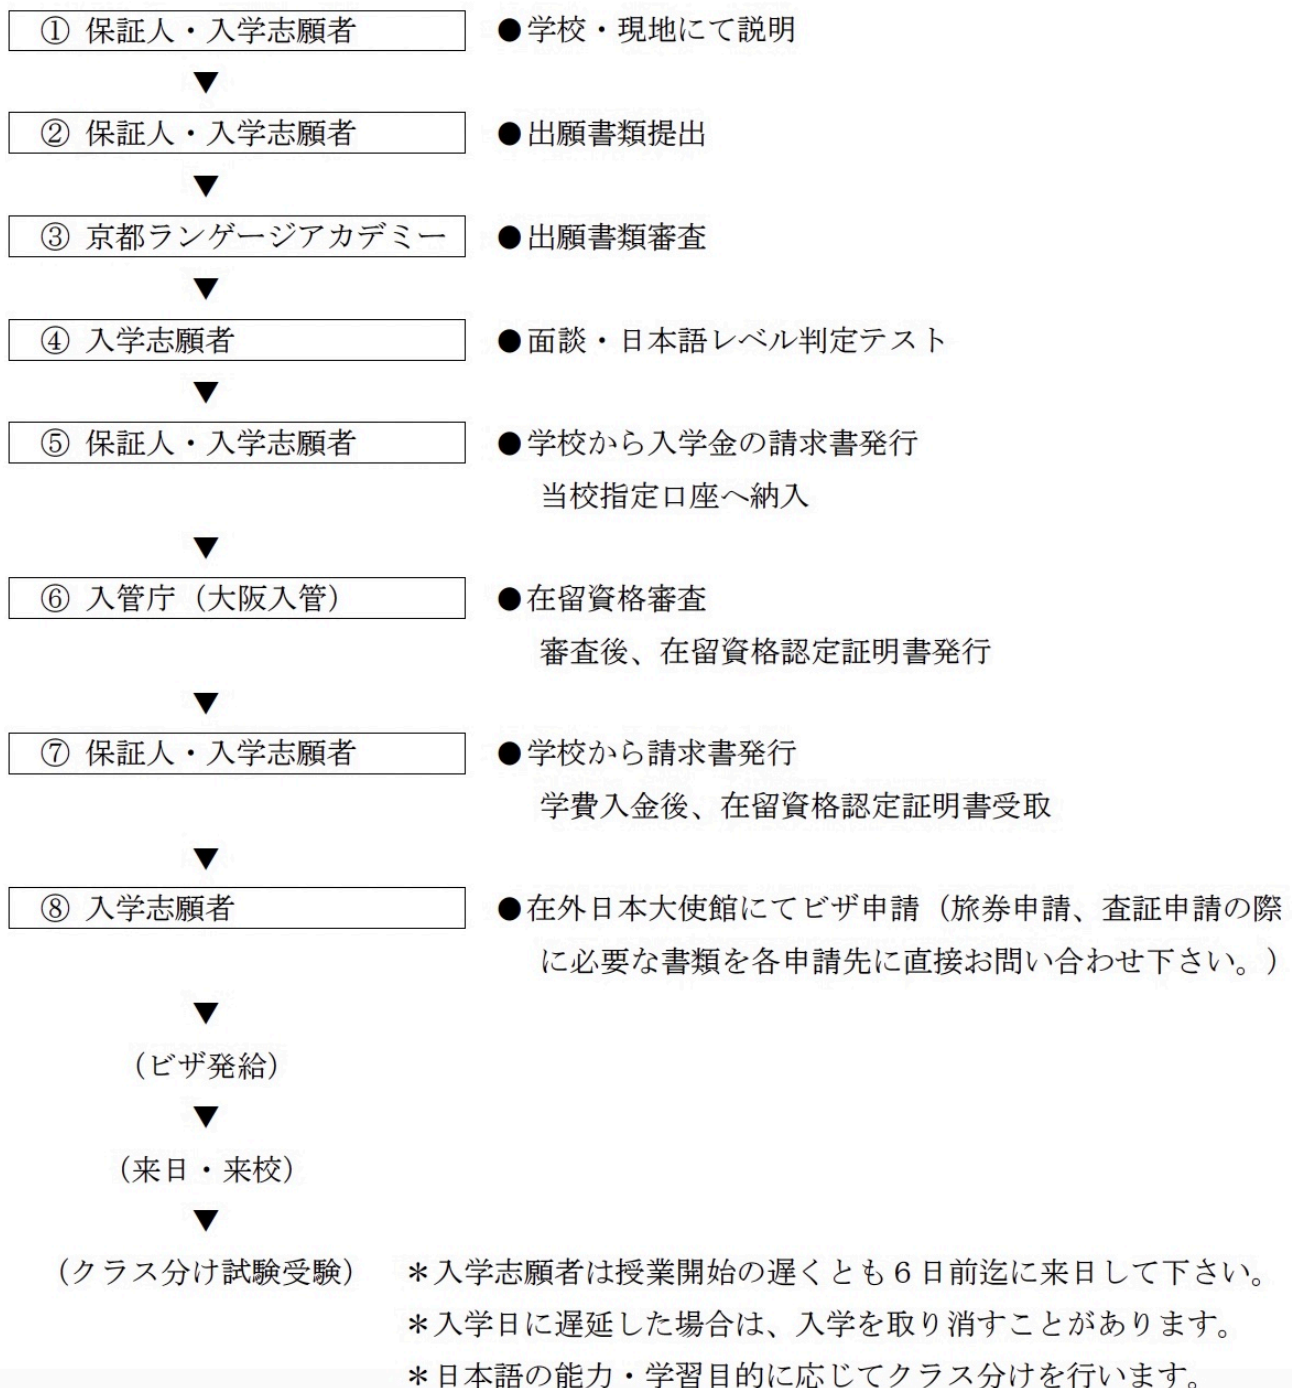 ① 保証人・入学志願者 ●学校・現地にて説明
▼
② 保証人・入学志願者 ●出願書類提出
▼
③ 京都ランゲージアカデミー ●出願書類審査
▼
④ 入学志願者 ●面談・日本語レベル判定テスト
▼
⑤ 保証人・入学志願者 ●学校から入学金の請求書発行
当校指定口座へ納入
▼
⑥ 入管庁（大阪入管） ●在留資格審査
審査後、在留資格認定証明書発行
▼
⑦ 保証人・入学志願者 ●学校から請求書発行
学費入金後、在留資格認定証明書受取
▼
⑧ 入学志願者 ●在外日本大使館にてビザ申請（旅券申請、査証申請の際
に必要な書類を各申請先に直接お問い合わせ下さい。）
▼
（ビザ発給）
▼
（来日・来校）
▼
（クラス分け試験受験） ＊入学志願者は授業開始の遅くとも６日前迄に来日して下さい。
＊入学日に遅延した場合は、入学を取り消すことがあります。
＊日本語の能力・学習目的に応じてクラス分けを行います。